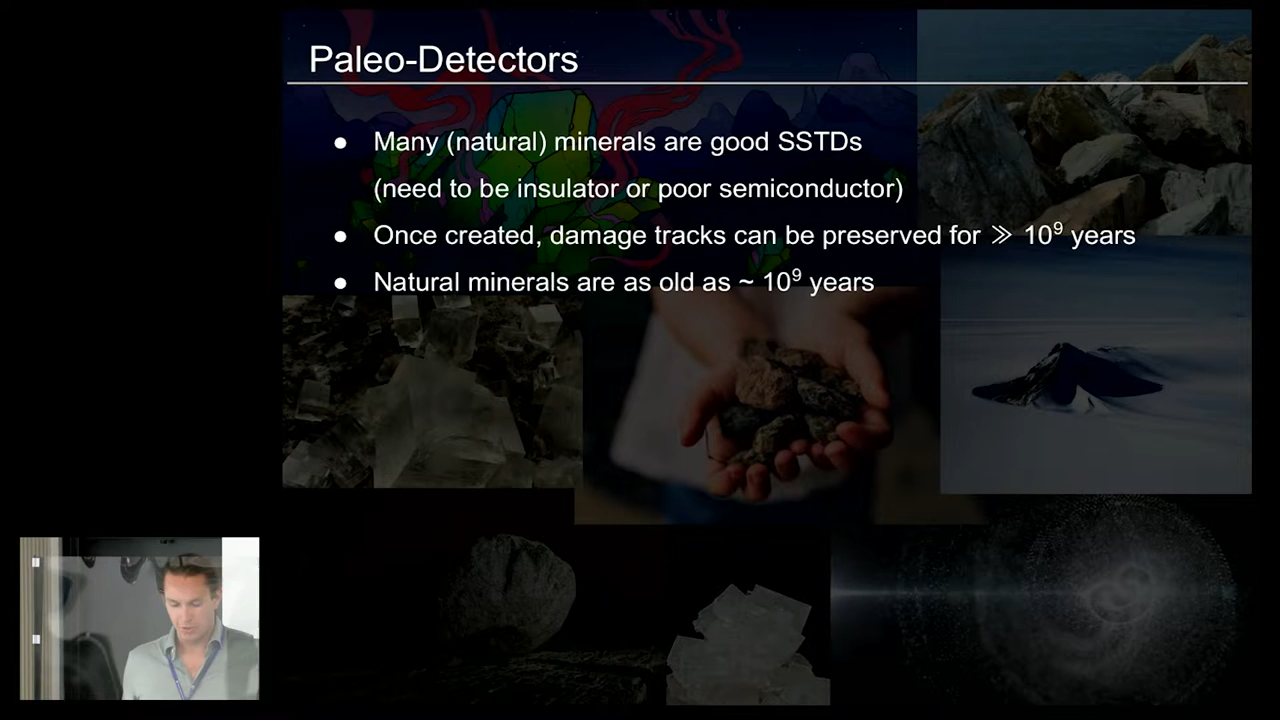 Paleo-Detectors
● Many (natural) minerals are good SSTDs
(need to be insulator or poor semiconductor)
● Once created, damage tracks can be preserved for ≫ 10⁹ years
● Natural minerals are as old as ~ 10⁹ years